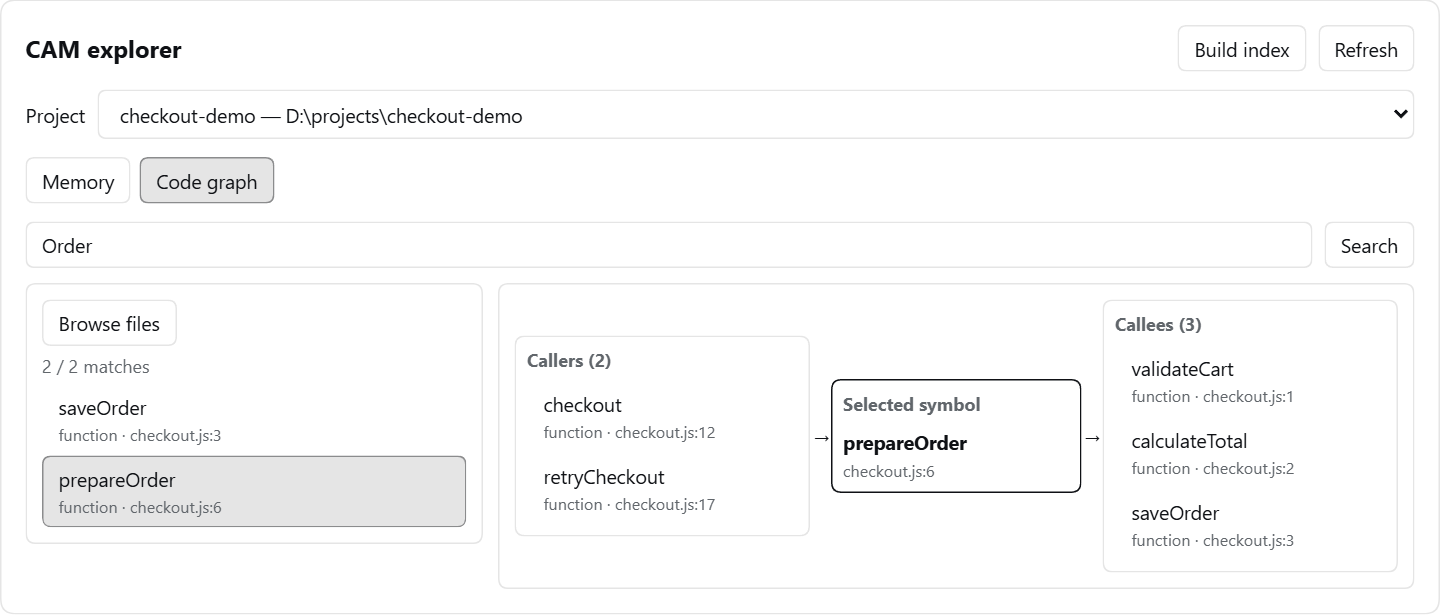 CAM explorer
Build index
Refresh
Project
checkout-demo — D:\projects\checkout-demo
Memory
Code graph
Order
Search
Browse files
2 / 2 matches
saveOrder
function · checkout.js:3
prepareOrder
function · checkout.js:6
Callers (2)
checkout
function · checkout.js:12
retryCheckout
function · checkout.js:17
→
Selected symbol
prepareOrder
checkout.js:6
→
Callees (3)
validateCart
function · checkout.js:1
calculateTotal
function · checkout.js:2
saveOrder
function · checkout.js:3